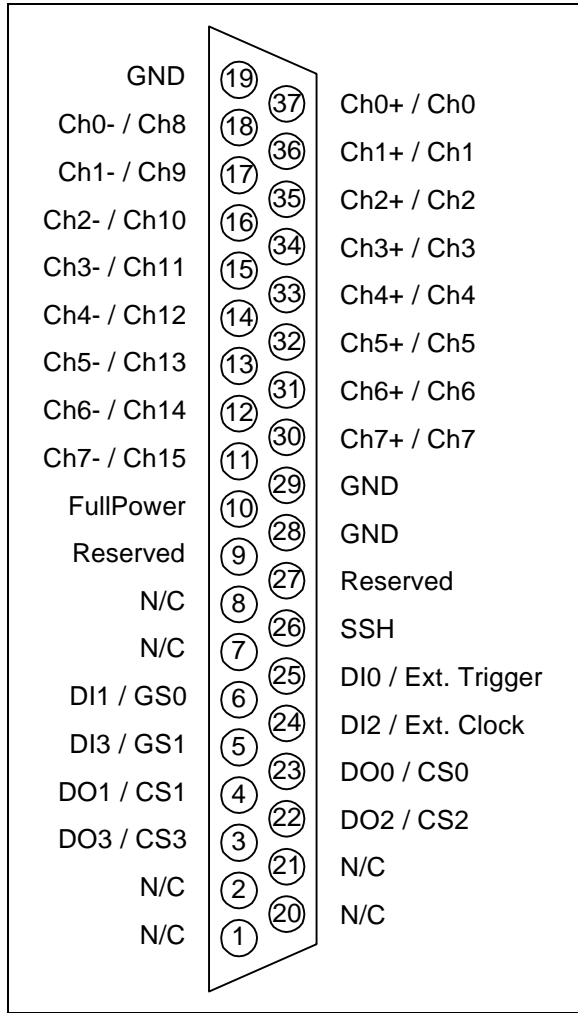 GND 19
37 Ch0+ / Ch0
Ch0- / Ch8 18
36 Ch1+ / Ch1
Ch1- / Ch9 17
35 Ch2+ / Ch2
Ch2- / Ch10 16
34 Ch3+ / Ch3
Ch3- / Ch11 15
33 Ch4+ / Ch4
Ch4- / Ch12 14
32 Ch5+ / Ch5
Ch5- / Ch13 13
31 Ch6+ / Ch6
Ch6- / Ch14 12
30 Ch7+ / Ch7
Ch7- / Ch15 11
29 GND
FullPower 10
28 GND
Reserved 9
27 Reserved
N/C 8
26 SSH
N/C 7
25 DI0 / Ext. Trigger
DI1 / GS0 6
24 DI2 / Ext. Clock
DI3 / GS1 5
23 DO0 / CS0
DO1 / CS1 4
22 DO2 / CS2
DO3 / CS3 3
21 N/C
N/C 2
20 N/C
N/C 1